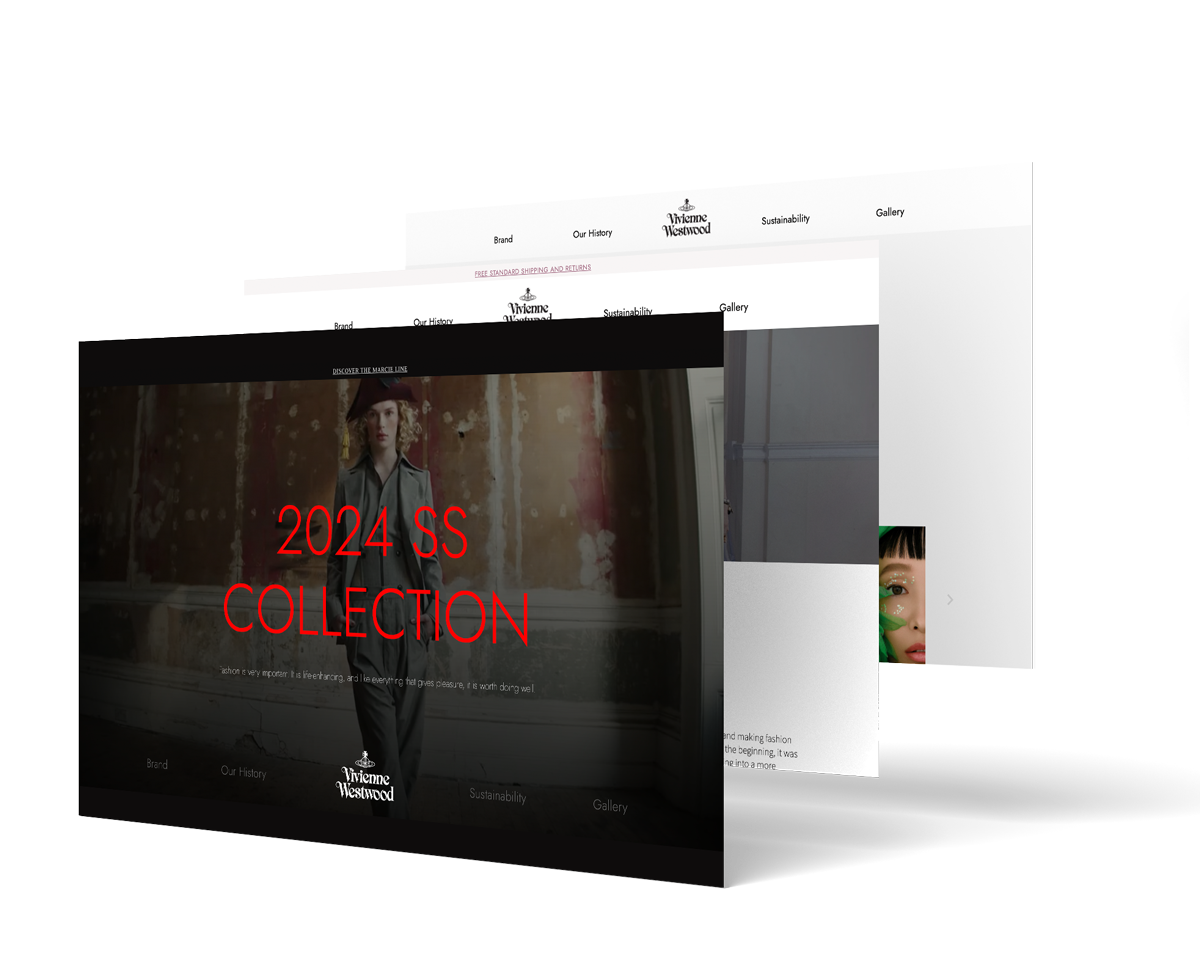 Brand
Our History
Vivienne
Westwood
Sustainability
Gallery
FREE STANDARD SHIPPING AND RETURNS
Brand
Our History
Vivienne
Westwood
Sustainability
Gallery
DISCOVER THE MARCIE LINE
2024 SS
COLLECTION
Fashion is very important. It is life-enhancing, and like everything that gives pleasure, it is worth doing well.
Brand
Our History
Vivienne
Westwood
Sustainability
Gallery
and making fashion
the beginning, it was
ng into a more